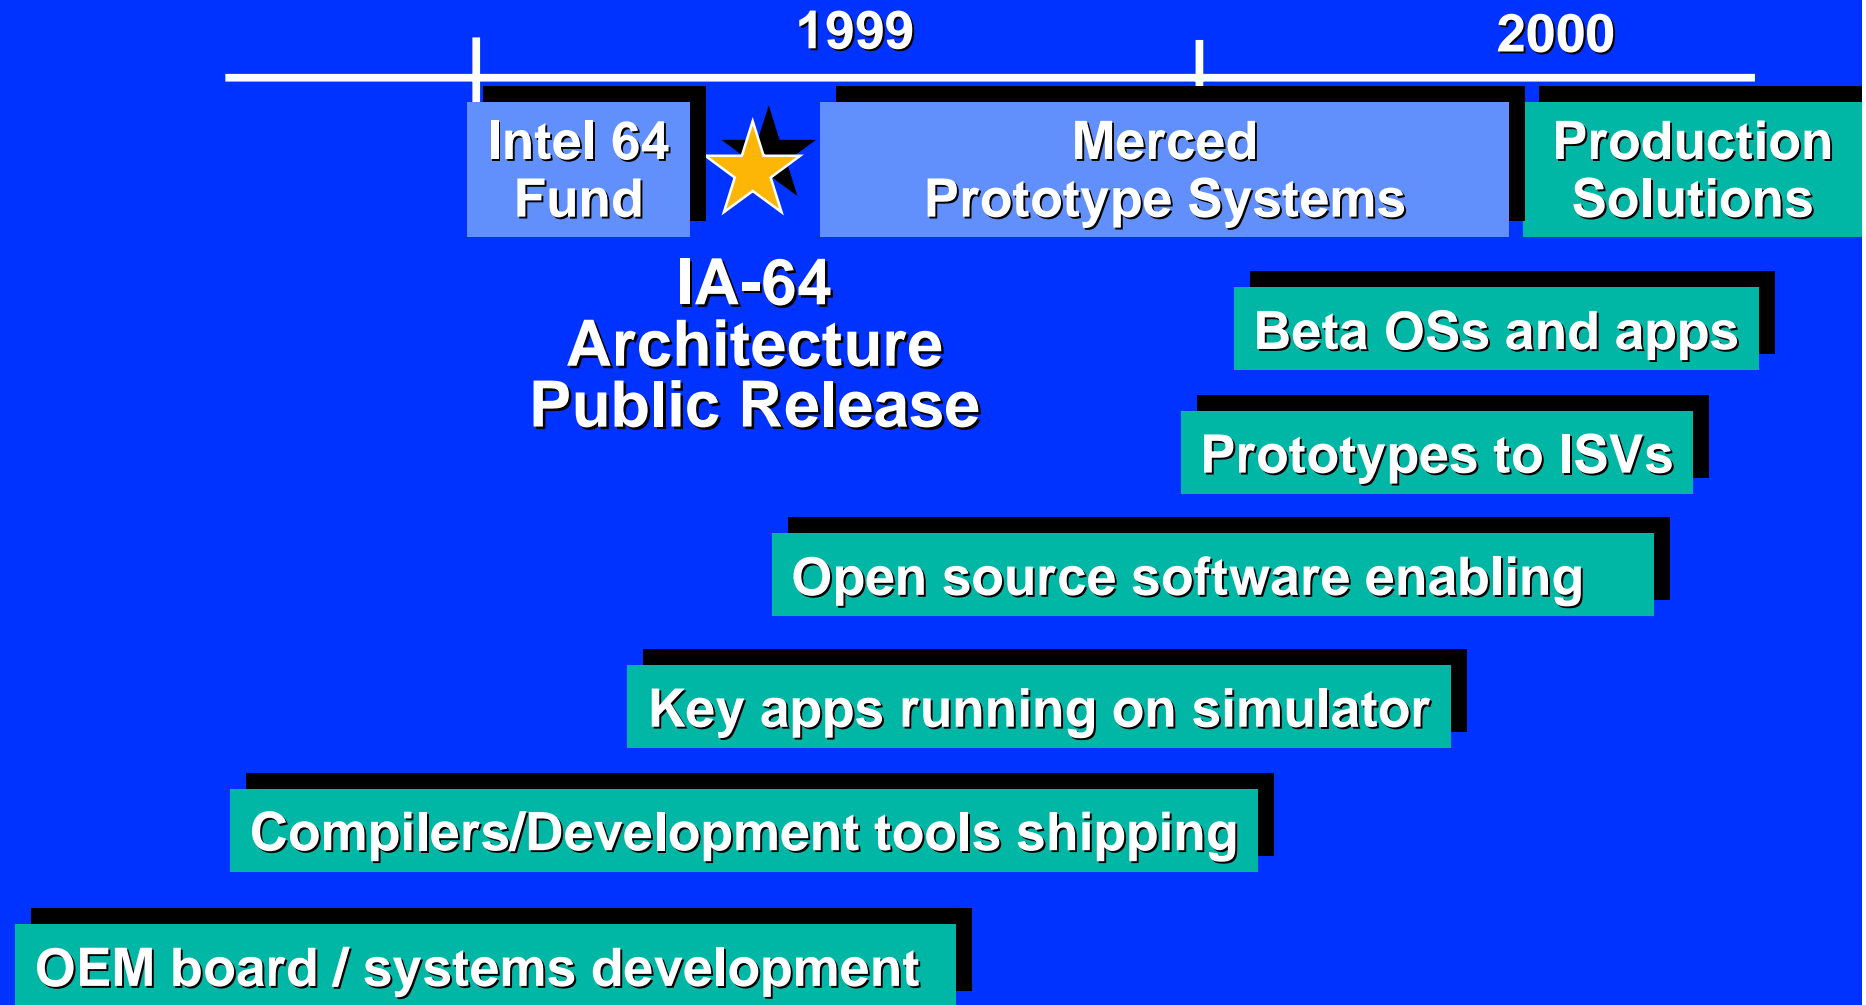 1999
2000
Intel 64
Fund
Merced
Prototype Systems
Production
Solutions
IA-64
Architecture
Public Release
Beta OSs and apps
Prototypes to ISVs
Open source software enabling
Key apps running on simulator
Compilers/Development tools shipping
OEM board / systems development